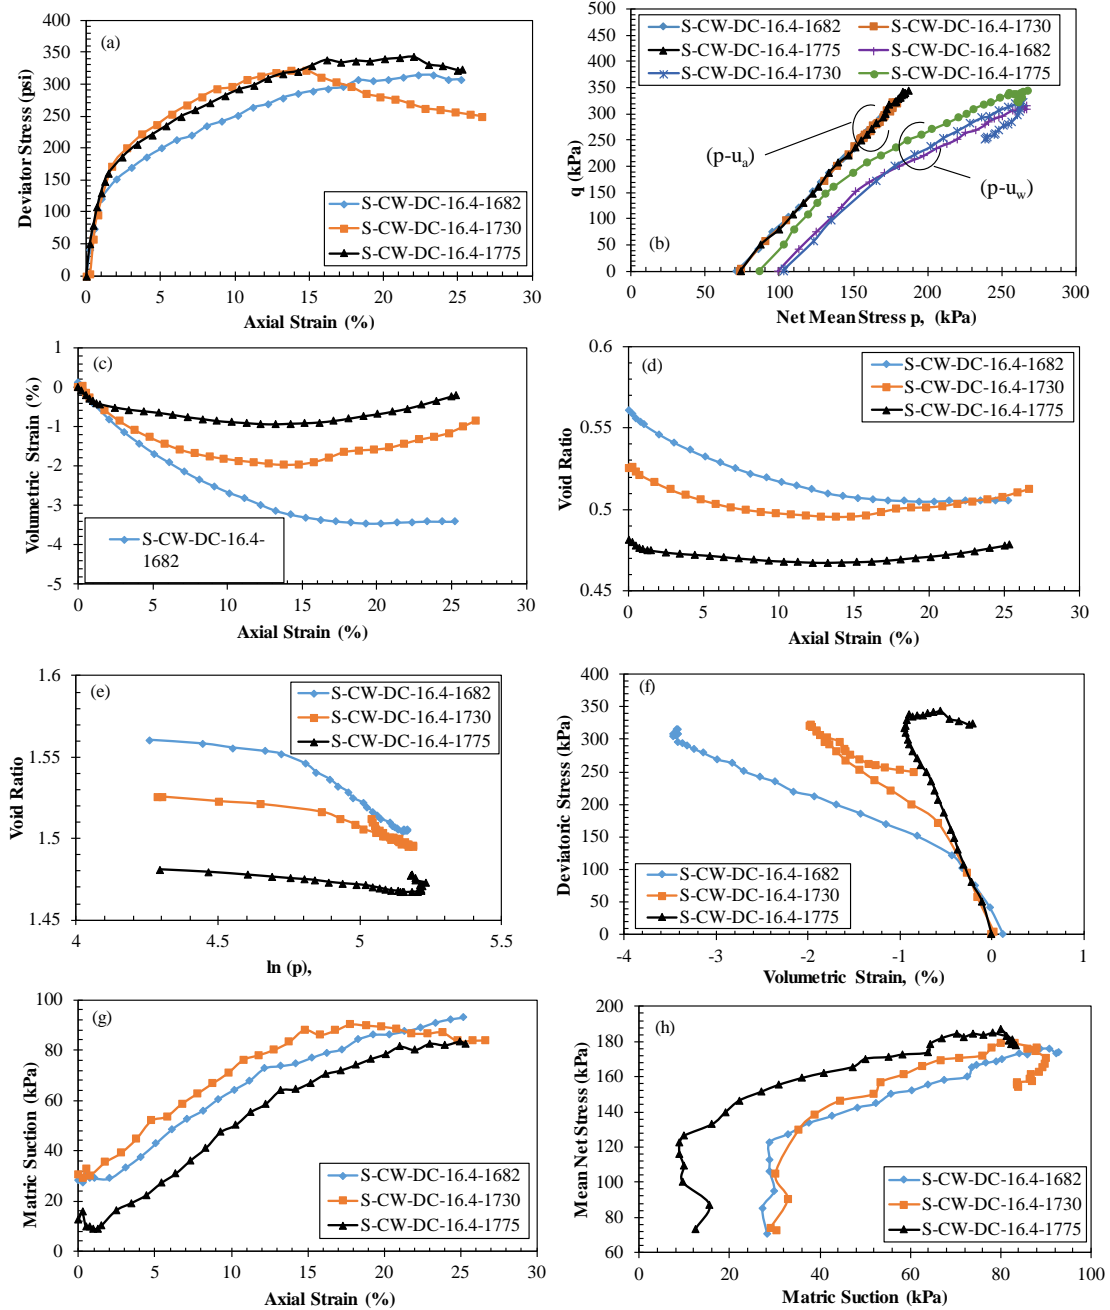 (a)
400
350
300
250
200
150
100
50
0
Deviator Stress (psi)
S-CW-DC-16.4-1682
S-CW-DC-16.4-1730
S-CW-DC-16.4-1775
0 5 10 15 20 25 30
Axial Strain (%)
S-CW-DC-16.4-1682 S-CW-DC-16.4-1730
S-CW-DC-16.4-1775 S-CW-DC-16.4-1682
S-CW-DC-16.4-1730 S-CW-DC-16.4-1775
500
450
400
350
300
250
200
150
100
50
0
q (kPa)
(p-ua)
(p-uw)
(b)
0 50 100 150 200 250 300
Net Mean Stress p, (kPa)
(c)
1
0
-1
-2
-3
-4
-5
Volumetric Strain (%)
S-CW-DC-16.4-
1682
0 5 10 15 20 25 30
Axial Strain (%)
(d)
0.6
0.55
0.5
0.45
Void Ratio
S-CW-DC-16.4-1682
S-CW-DC-16.4-1730
S-CW-DC-16.4-1775
0 5 10 15 20 25 30
Axial Strain (%)
(e)
1.6
1.55
1.5
1.45
Void Ratio
S-CW-DC-16.4-1682
S-CW-DC-16.4-1730
S-CW-DC-16.4-1775
4 4.5 5 5.5
ln (p),
(f)
400
350
300
250
200
150
100
50
0
Deviatoric Stress (kPa)
S-CW-DC-16.4-1682
S-CW-DC-16.4-1730
S-CW-DC-16.4-1775
-4 -3 -2 -1 0 1
Volumetric Strain, (%)
(g)
100
80
60
40
20
0
Matric Suction (kPa)
S-CW-DC-16.4-1682
S-CW-DC-16.4-1730
S-CW-DC-16.4-1775
0 5 10 15 20 25 30
Axial Strain (%)
(h)
200
180
160
140
120
100
80
60
Mean Net Stress (kPa)
S-CW-DC-16.4-1682
S-CW-DC-16.4-1730
S-CW-DC-16.4-1775
0 20 40 60 80 100
Matric Suction (kPa)